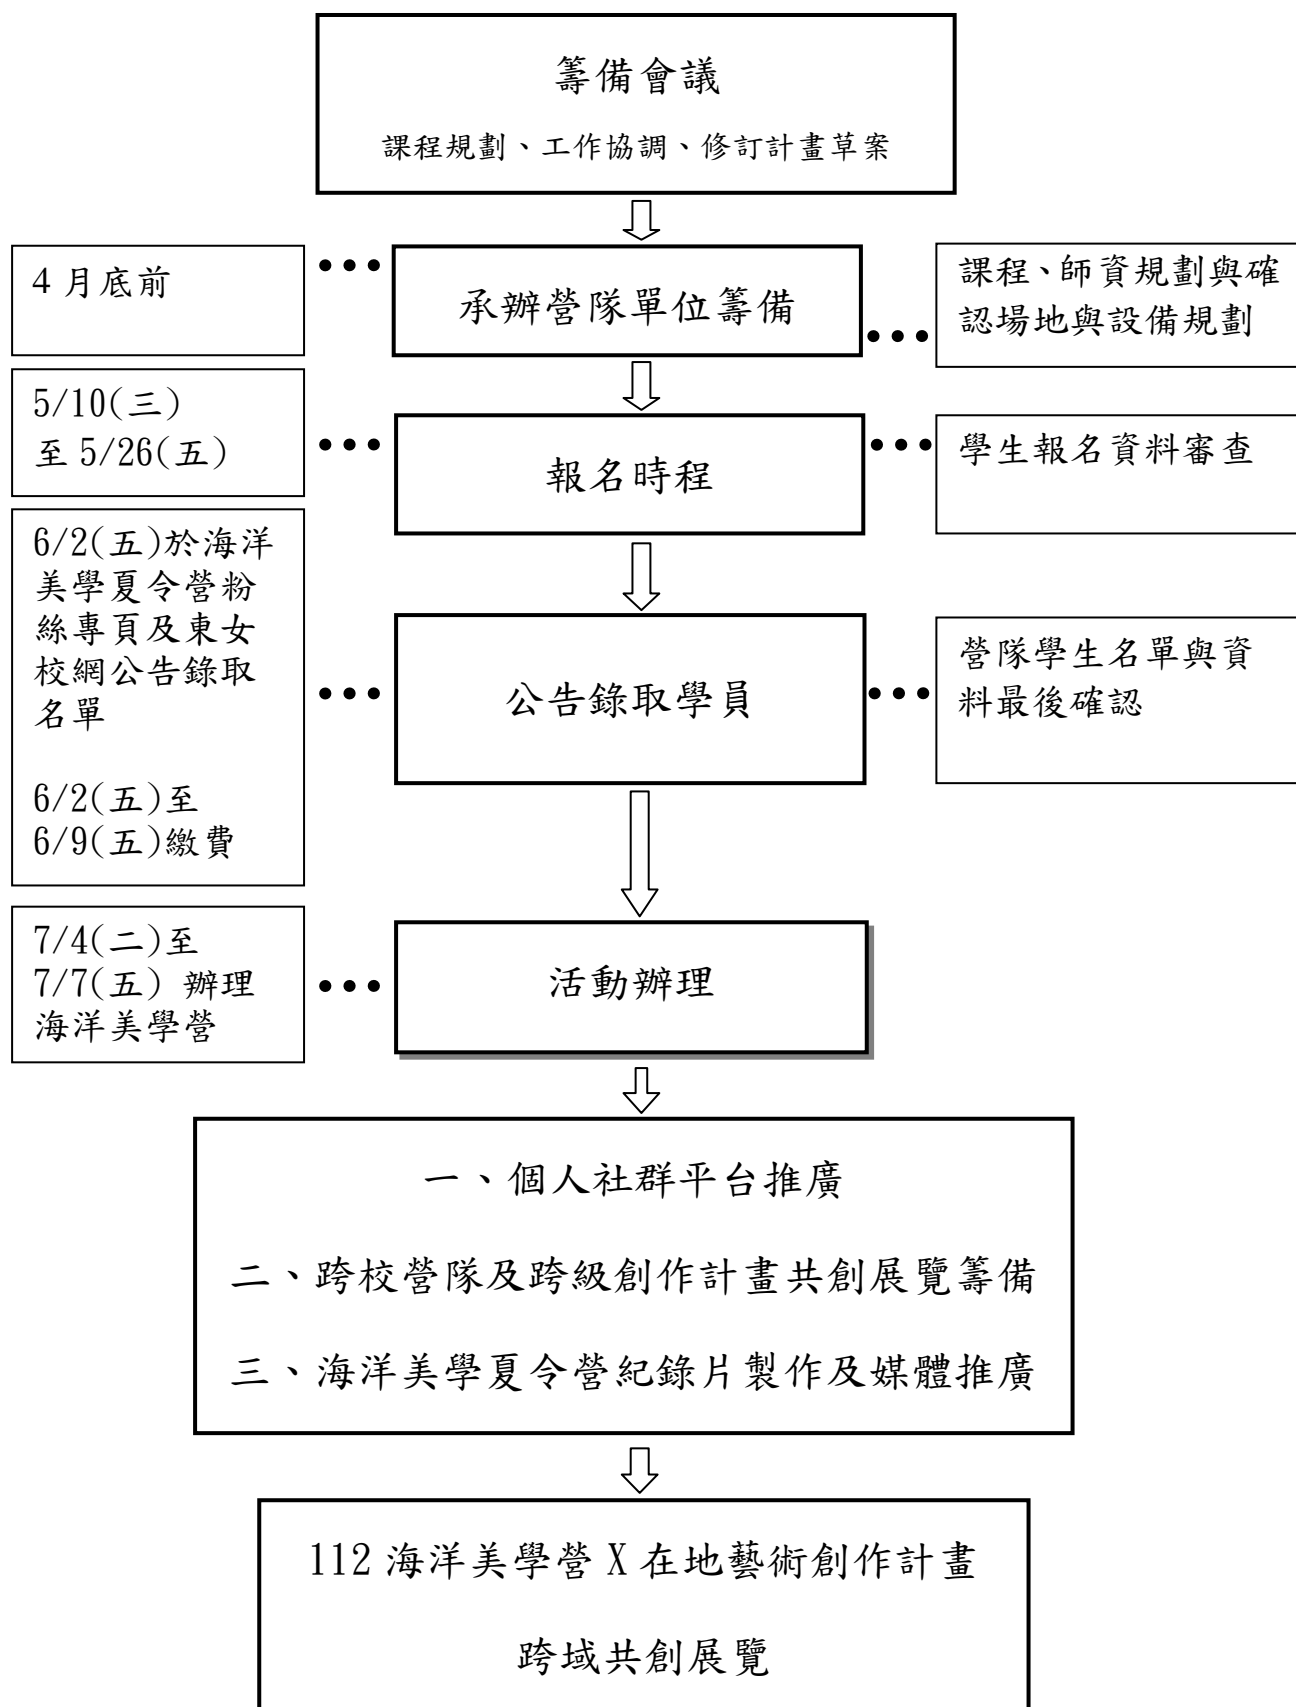 籌備會議
課程規劃、工作協調、修訂計畫草案
4 月底前
承辦營隊單位籌備
課程、師資規劃與確
認場地與設備規劃
5/10(三)
至 5/26(五)
報名時程
學生報名資料審查
6/2(五)於海洋
美學夏令營粉
絲專頁及東女
校網公告錄取
名單
6/2(五)至
6/9(五)繳費
公告錄取學員
營隊學生名單與資
料最後確認
7/4(二)至
7/7(五) 辦理
海洋美學營
活動辦理
一、個人社群平台推廣
二、跨校營隊及跨級創作計畫共創展覽籌備
三、海洋美學夏令營紀錄片製作及媒體推廣
112 海洋美學營 X 在地藝術創作計畫
跨域共創展覽